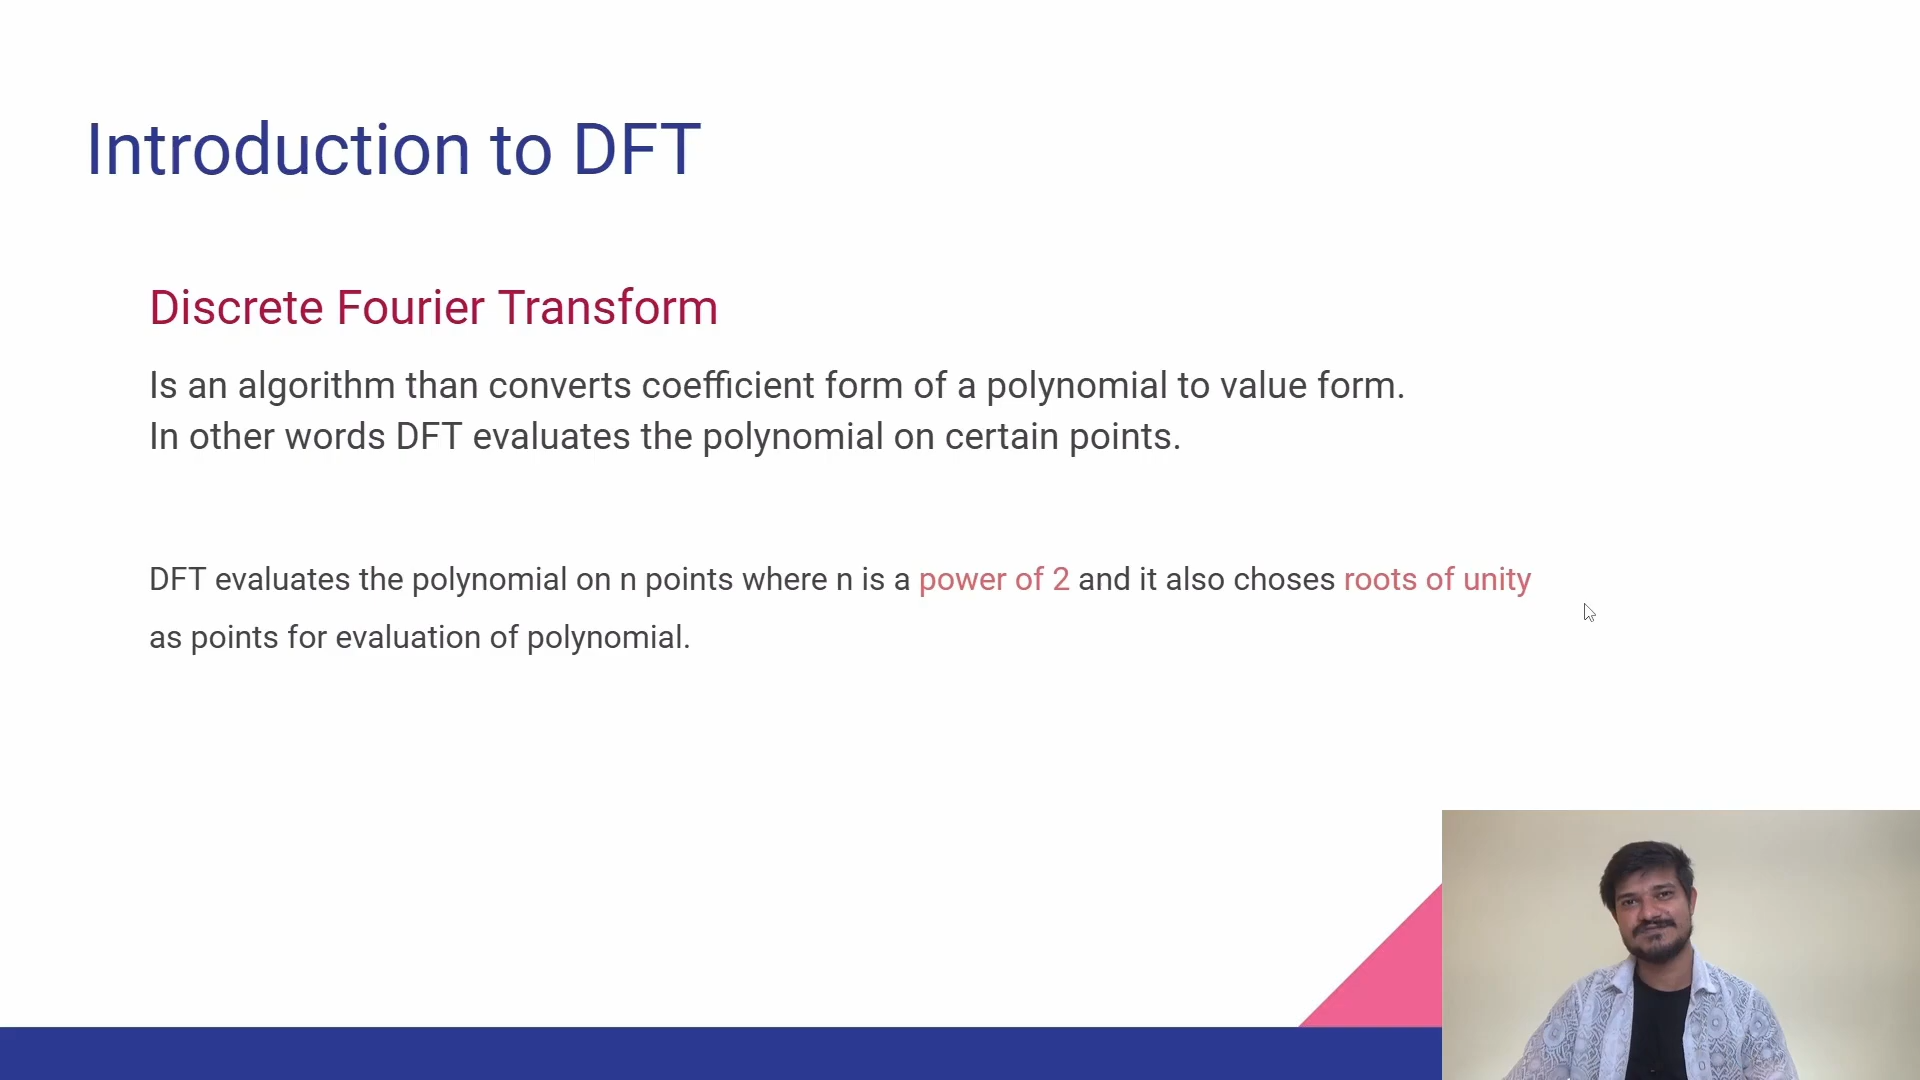 Introduction to DFT
Discrete Fourier Transform
Is an algorithm than converts coefficient form of a polynomial to value form.
In other words DFT evaluates the polynomial on certain points.
DFT evaluates the polynomial on n points where n is a power of 2 and it also choses roots of unity
as points for evaluation of polynomial.